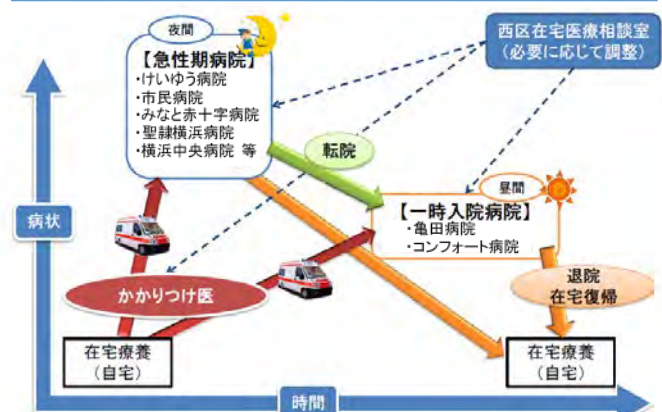 夜間
【急性期病院】
・けいゆう病院
・市民病院
・みなと赤十字病院
・聖隷横浜病院
・横浜中央病院 等
西区在宅医療相談室
(必要に応じて調整)
転院
昼間
【一時入院病院】
・亀田病院
・コンフォート病院
病状
かかりつけ医
退院
在宅復帰
在宅療養
(自宅)
在宅療養
(自宅)
時間